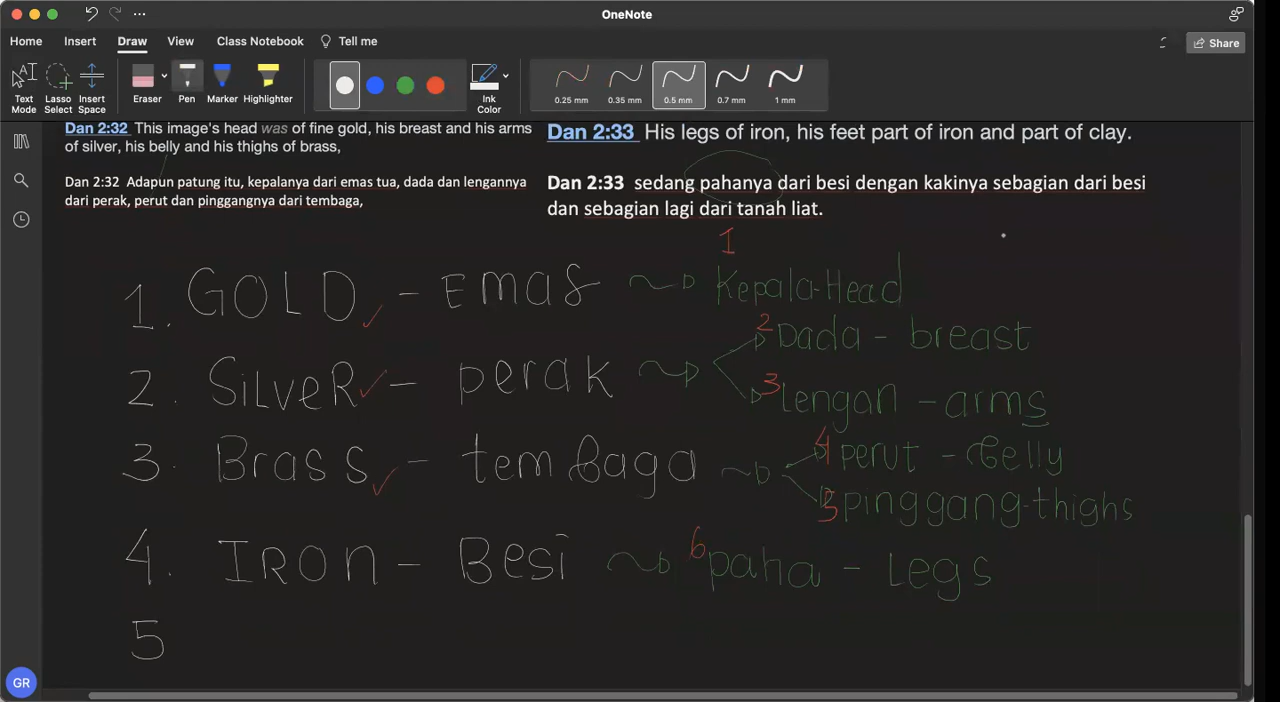 OneNote
Home Insert Draw View Class Notebook Tell me
Share
Text Mode
Lasso Select
Insert Space
Eraser
Pen
Marker
Highlighter
Ink Color
0.25 mm
0.35 mm
0.5 mm
0.7 mm
1 mm
Dan 2:32 This image's head was of fine gold, his breast and his arms
of silver, his belly and his thighs of brass,
Dan 2:32 Adapun patung itu, kepalanya dari emas tua, dada dan lengannya
dari perak, perut dan pinggangnya dari tembaga,
Dan 2:33 His legs of iron, his feet part of iron and part of clay.
Dan 2:33 sedang pahanya dari besi dengan kakinya sebagian dari besi
dan sebagian lagi dari tanah liat.
1. GOLD - Emas 1 Kepala-Head
2. SilveR - perak 2 Dada - breast
3 Lengan - arms
3. Brass - tembaga 4 perut - Belly
5 pinggang-thighs
4. IRon - Besi 6 paha - Legs
5
GR